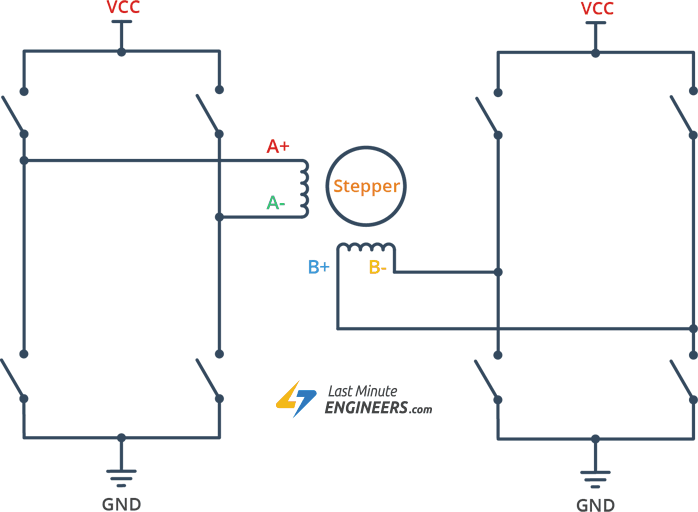 VCC
VCC
A+
Stepper
A-
B+
B-
Last Minute
ENGINEERS.com
GND
GND